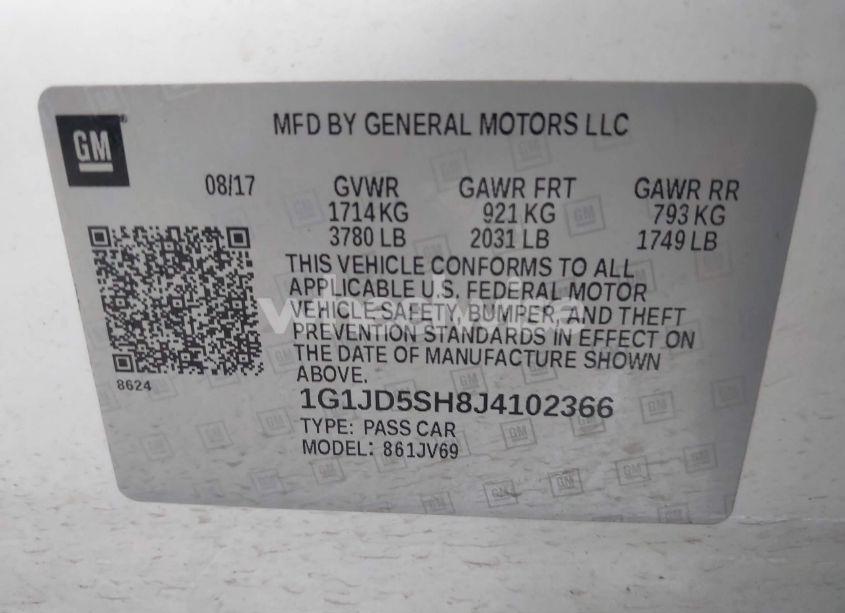 GM
MFD BY GENERAL MOTORS LLC
08/17 GVWR GAWR FRT GAWR RR
1714 KG 921 KG 793 KG
3780 LB 2031 LB 1749 LB
THIS VEHICLE CONFORMS TO ALL
APPLICABLE U.S. FEDERAL MOTOR
VEHICLE SAFETY, BUMPER, AND THEFT
PREVENTION STANDARDS IN EFFECT ON
THE DATE OF MANUFACTURE SHOWN
ABOVE.
8624
1G1JD5SH8J4102366
TYPE: PASS CAR
MODEL: 861JV69